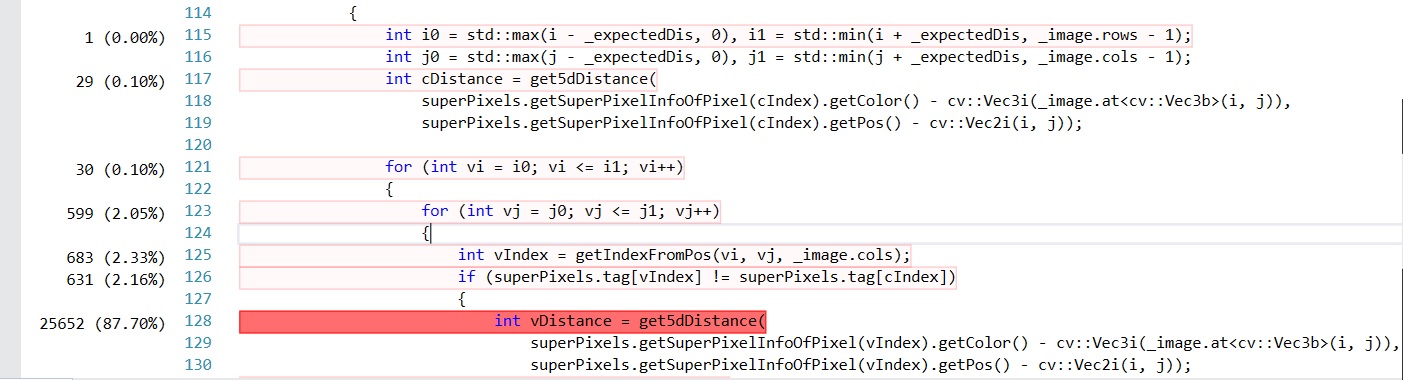 114 {
1 (0.00%) 115 int i0 = std::max(i - _expectedDis, 0), i1 = std::min(i + _expectedDis, _image.rows - 1);
116 int j0 = std::max(j - _expectedDis, 0), j1 = std::min(j + _expectedDis, _image.cols - 1);
29 (0.10%) 117 int cDistance = get5dDistance(
118 superPixels.getSuperPixelInfoOfPixel(cIndex).getColor() - cv::Vec3i(_image.at<cv::Vec3b>(i, j)),
119 superPixels.getSuperPixelInfoOfPixel(cIndex).getPos() - cv::Vec2i(i, j));
120
30 (0.10%) 121 for (int vi = i0; vi <= i1; vi++)
122 {
599 (2.05%) 123 for (int vj = j0; vj <= j1; vj++)
124 {
683 (2.33%) 125 int vIndex = getIndexFromPos(vi, vj, _image.cols);
631 (2.16%) 126 if (superPixels.tag[vIndex] != superPixels.tag[cIndex])
127 {
25652 (87.70%) 128 int vDistance = get5dDistance(
129 superPixels.getSuperPixelInfoOfPixel(vIndex).getColor() - cv::Vec3i(_image.at<cv::Vec3b>(i, j)),
130 superPixels.getSuperPixelInfoOfPixel(vIndex).getPos() - cv::Vec2i(i, j));